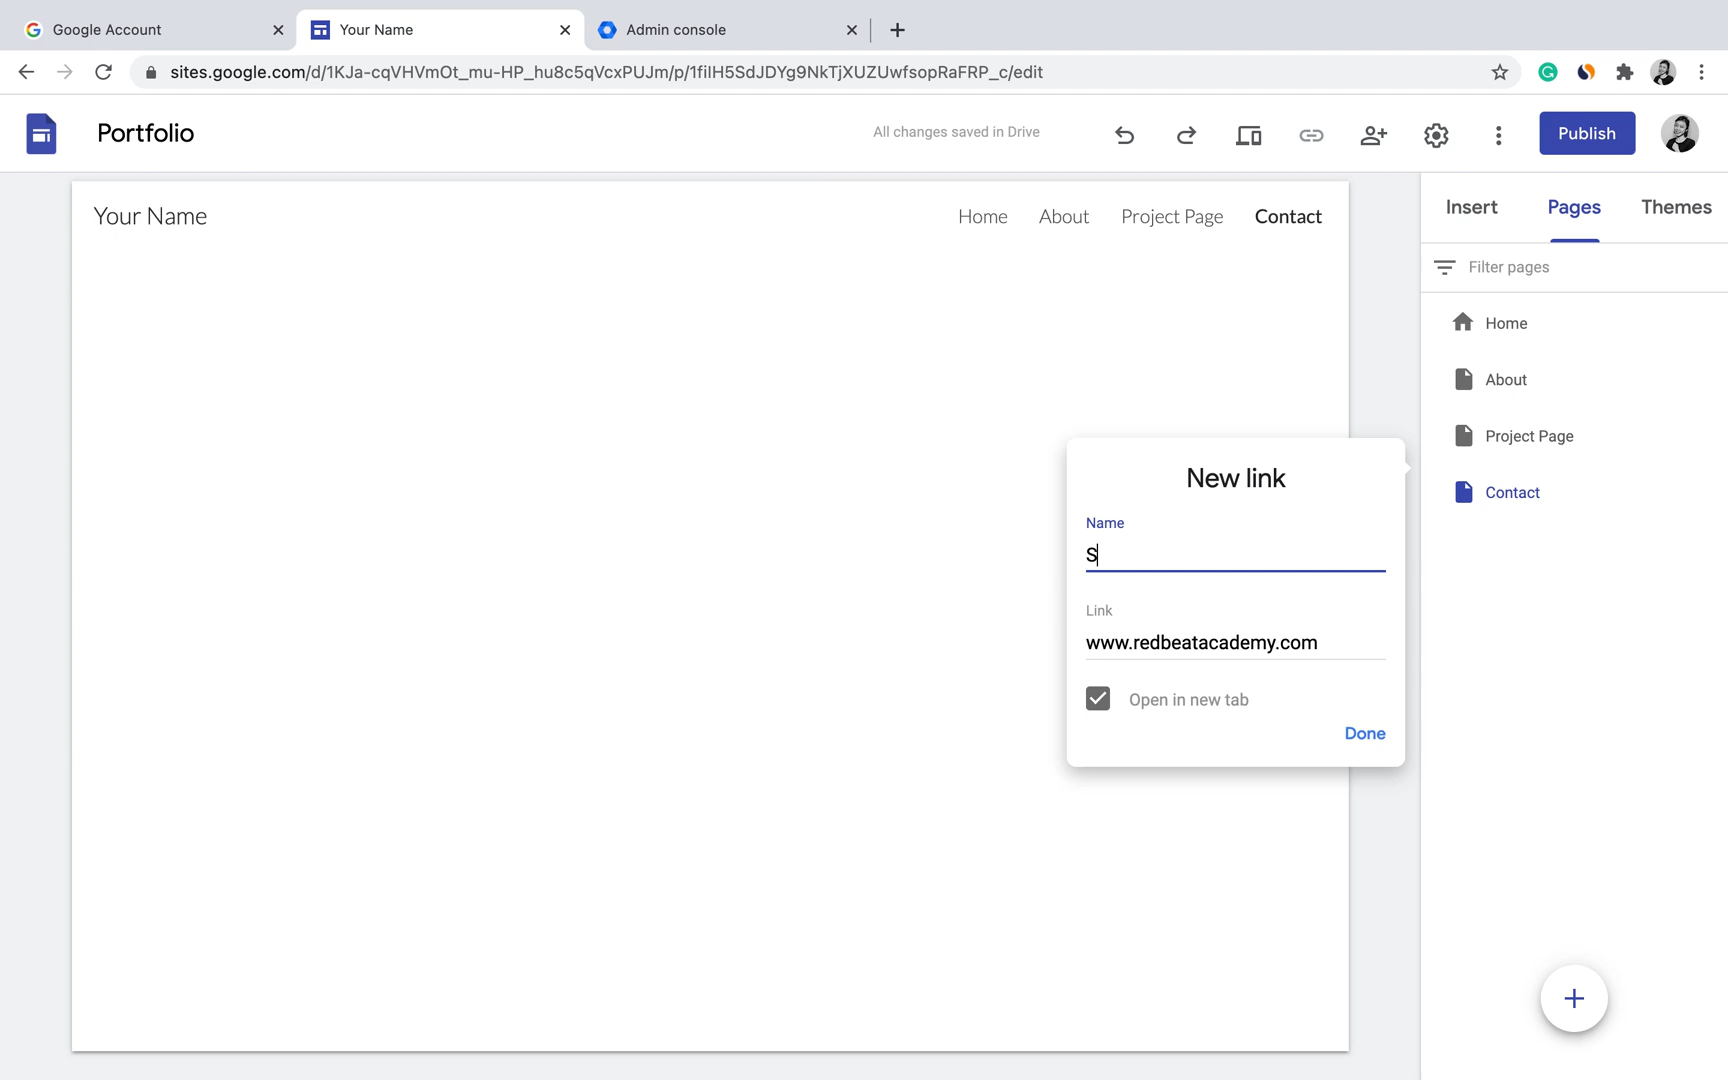 Google Account
Your Name
Admin console
sites.google.com/d/1KJa-cqVHVmOt_mu-HP_hu8c5qVcxPUJm/p/1fiIH5SdJDYg9NkTjXUZUwfsopRaFRP_c/edit
Portfolio
All changes saved in Drive
Publish
Your Name
Home
About
Project Page
Contact
Insert
Pages
Themes
Filter pages
Home
About
Project Page
Contact
New link
Name
S
Link
www.redbeatacademy.com
Open in new tab
Done